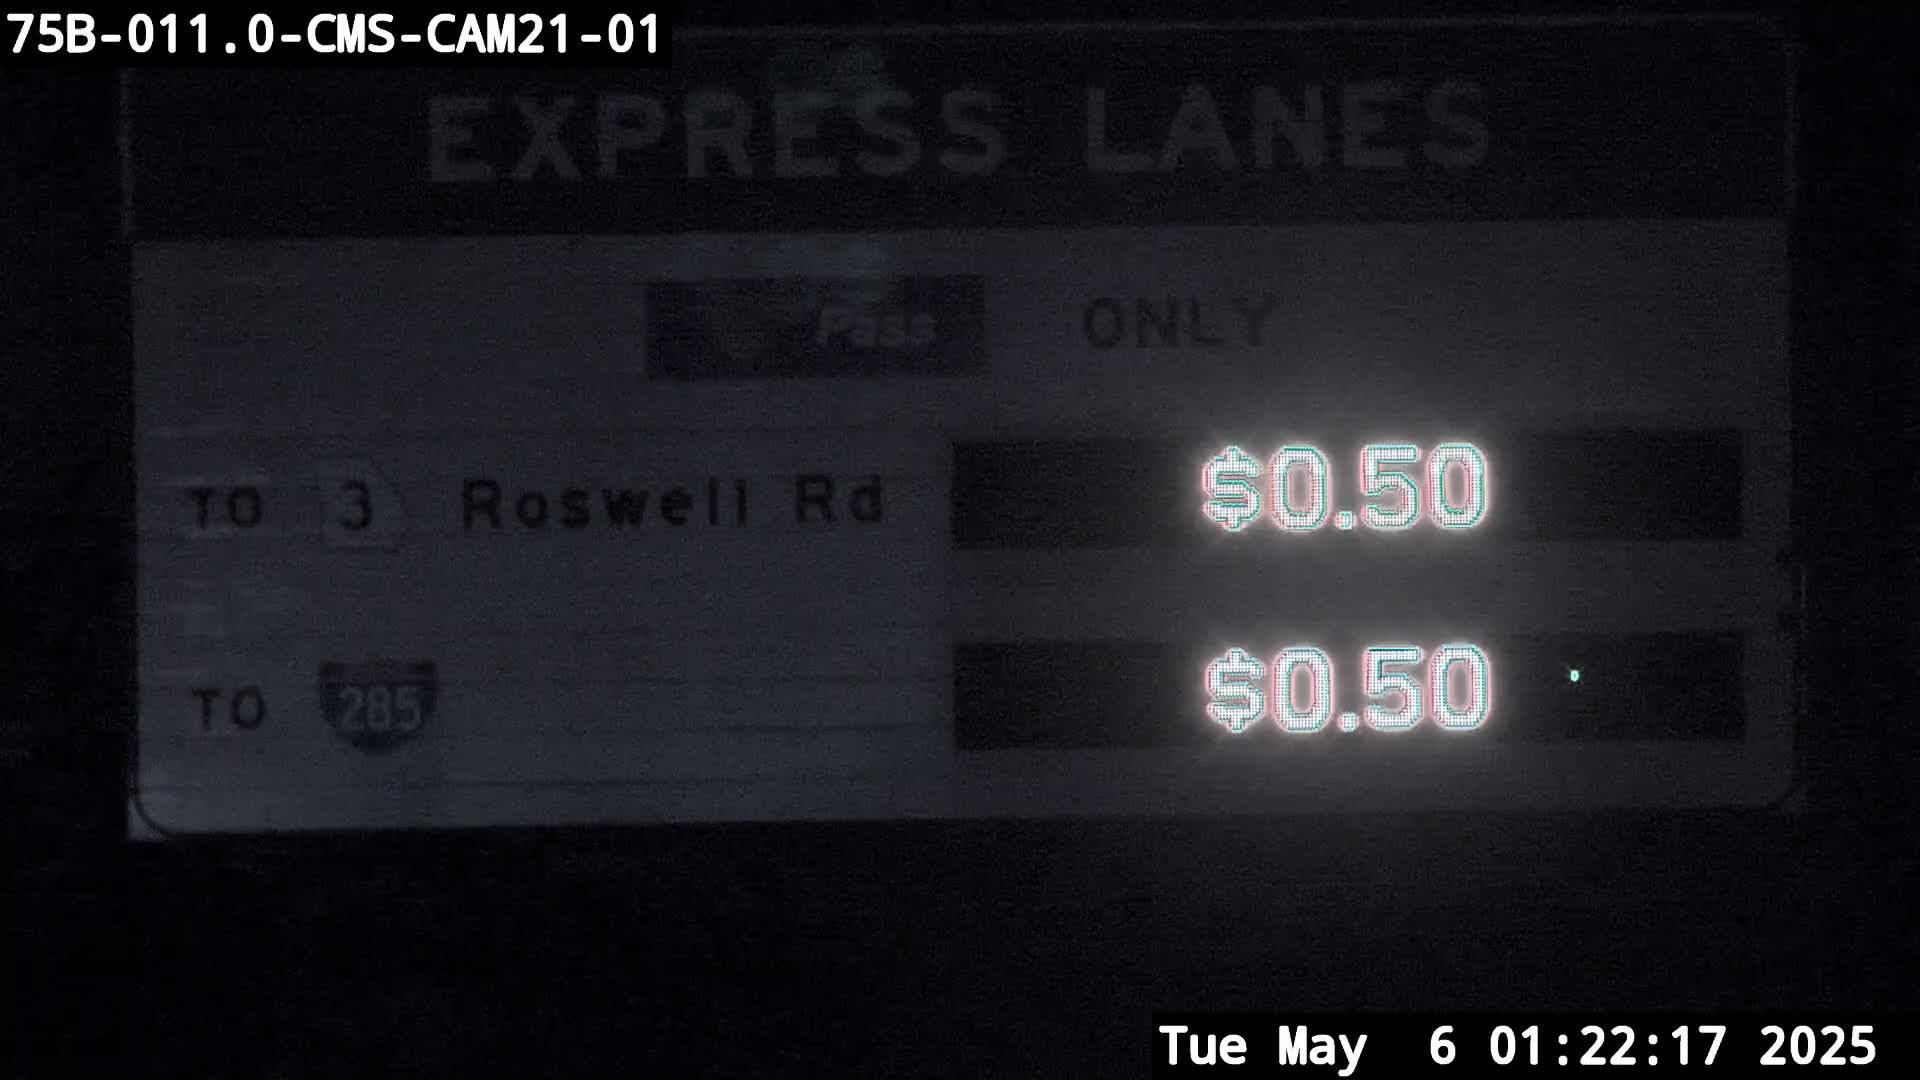 75B-011.0-CMS-CAM21-01
EXPRESS LANES
Pass ONLY
TO 3 Roswell Rd $0.50
TO 285 $0.50
Tue May 6 01:22:17 2025